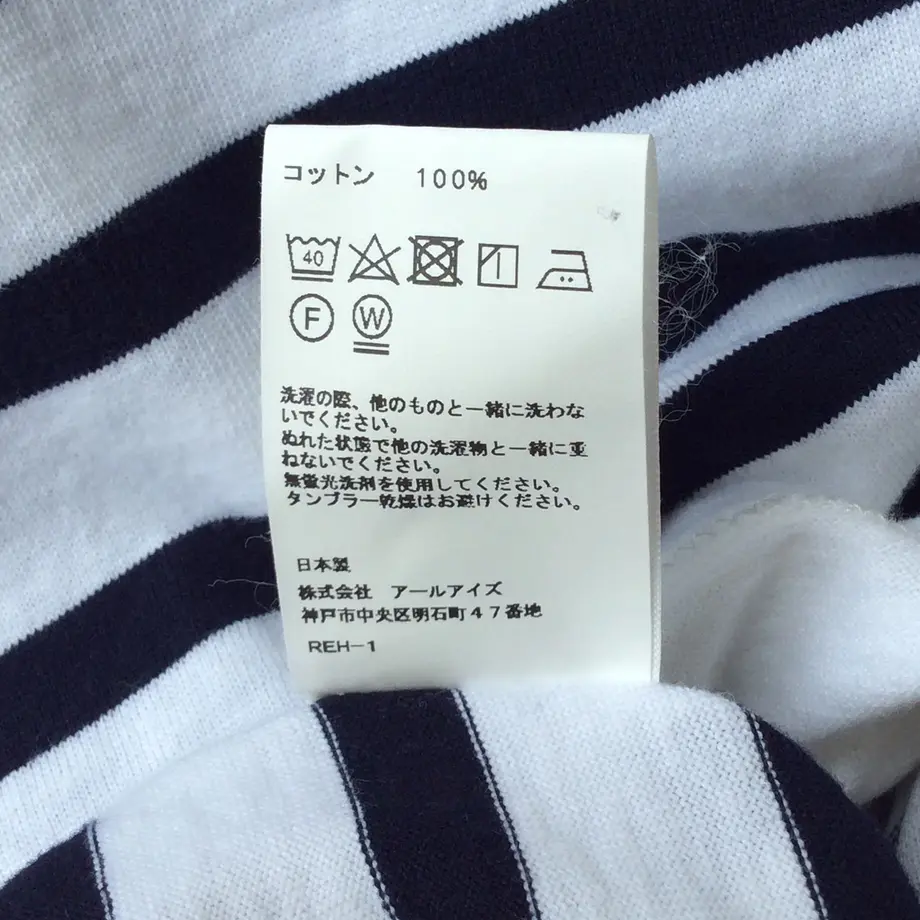 コットン 100%
40
F W
洗濯の際、他のものと一緒に洗わな
いでください。
ぬれた状態で他の洗濯物と一緒に重
ねないでください。
無蛍光洗剤を使用してください。
タンブラー乾燥はお避けください。
日本製
株式会社 アールアイズ
神戸市中央区明石町47番地
REH-1